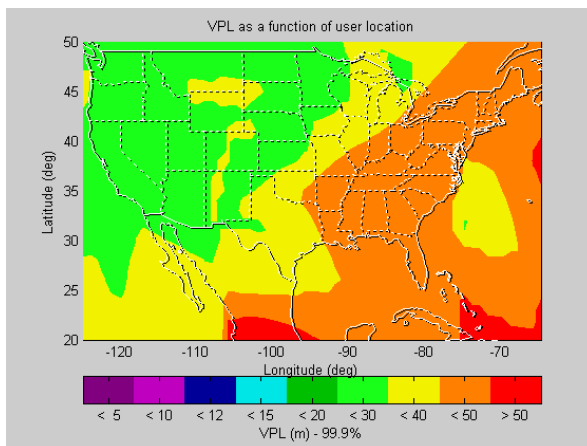 VPL as a function of user location
50
45
40
35
30
25
20
Latitude (deg)
-120 -110 -100 -90 -80 -70
Longitude (deg)
< 5 < 10 < 12 < 15 < 20 < 30 < 40 < 50 > 50
VPL (m) - 99.9%